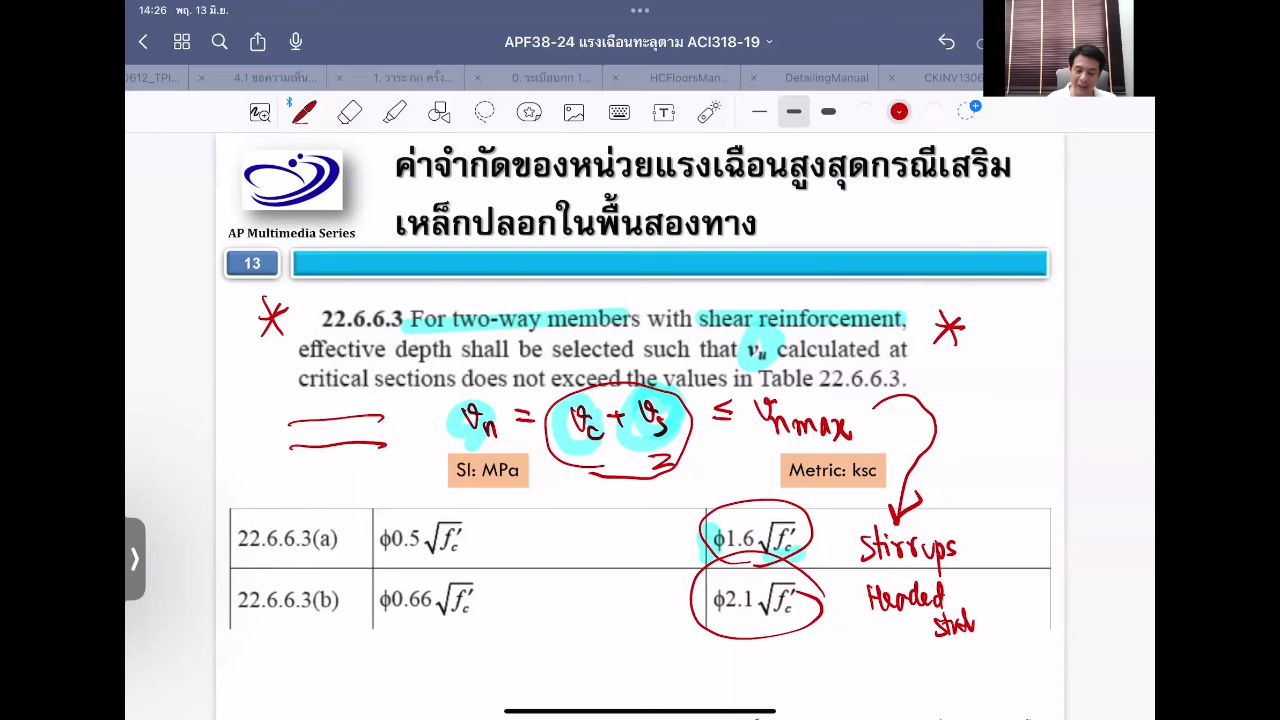 14:26 พฤ. 13 มิ.ย.
APF38-24 แรงเฉือนทะลุตาม ACI318-19
0612_TPI... × 4.1 ขอความเห็น... × 1. วาระ กก ครั้ง... × 0. ระเบียบกก 1... × HCFloorsMan... × DetailingManual × CKINV1306
ค่าจำกัดของหน่วยแรงเฉือนสูงสุดกรณีเสริม
เหล็กปลอกในพื้นสองทาง
AP Multimedia Series
13
22.6.6.3 For two-way members with shear reinforcement,
effective depth shall be selected such that vu calculated at
critical sections does not exceed the values in Table 22.6.6.3.
vn = vc + vs ≤ vn max
SI: MPa Metric: ksc
22.6.6.3(a) ϕ0.5√fc′ ϕ1.6√fc′ Stirrups
22.6.6.3(b) ϕ0.66√fc′ ϕ2.1√fc′ Headed
stud